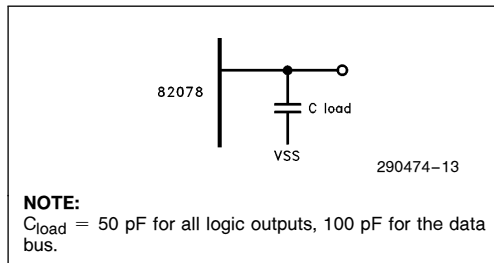 82078
C load
VSS
290474–13
NOTE:
Cload = 50 pF for all logic outputs, 100 pF for the data
bus.